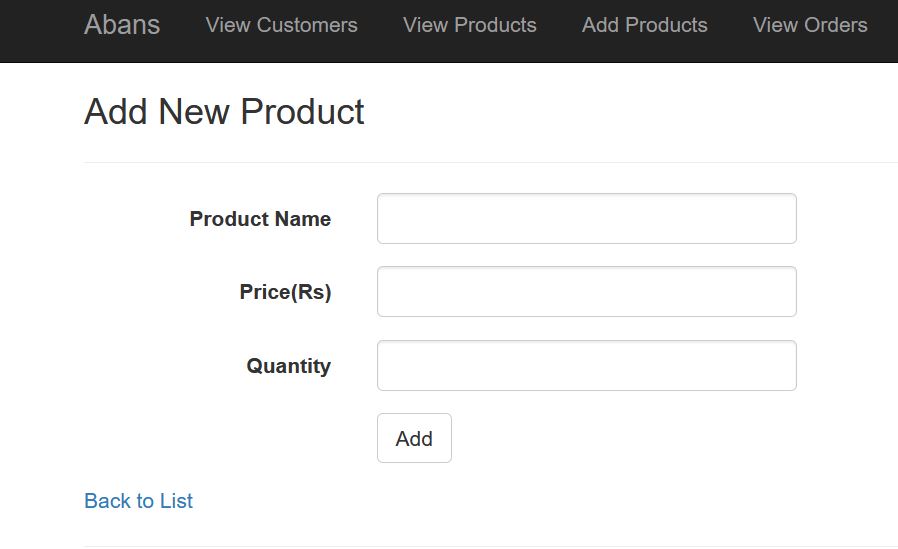 Abans View Customers View Products Add Products View Orders
Add New Product
Product Name
Price(Rs)
Quantity
Add
Back to List